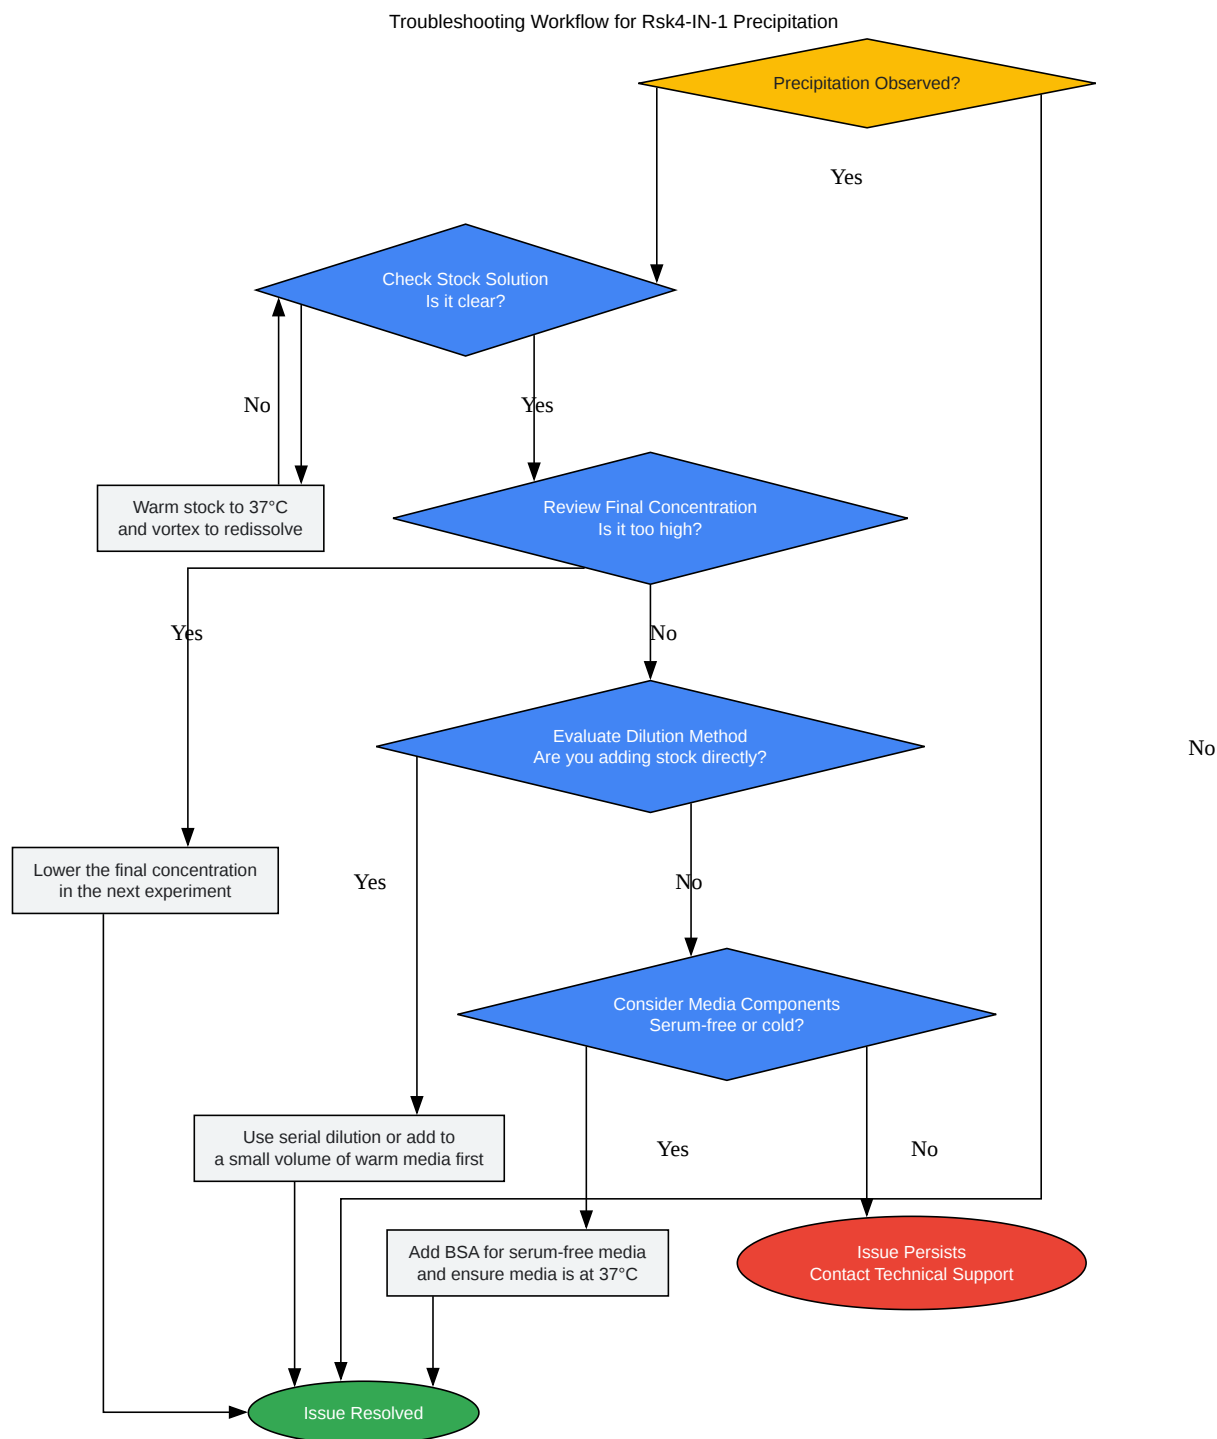 Troubleshooting Workflow for Rsk4-IN-1 Precipitation
Precipitation Observed?
Yes
Check Stock Solution
Is it clear?
No
Yes
Warm stock to 37°C
and vortex to redissolve
Review Final Concentration
Is it too high?
Yes
No
Evaluate Dilution Method
Are you adding stock directly?
No
Lower the final concentration
in the next experiment
Yes
No
Consider Media Components
Serum-free or cold?
Use serial dilution or add to
a small volume of warm media first
Yes
No
Add BSA for serum-free media
and ensure media is at 37°C
Issue Persists
Contact Technical Support
Issue Resolved